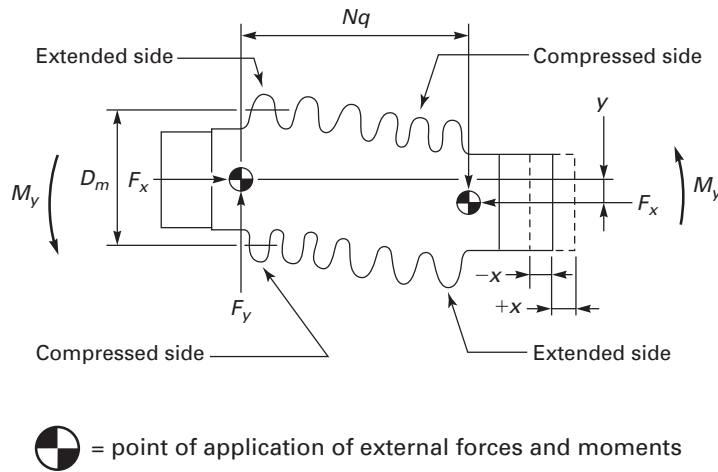 Nq
Extended side
Compressed side
y
M_y
D_m
F_x
F_x
M_y
−x
+x
F_y
Compressed side
Extended side
= point of application of external forces and moments